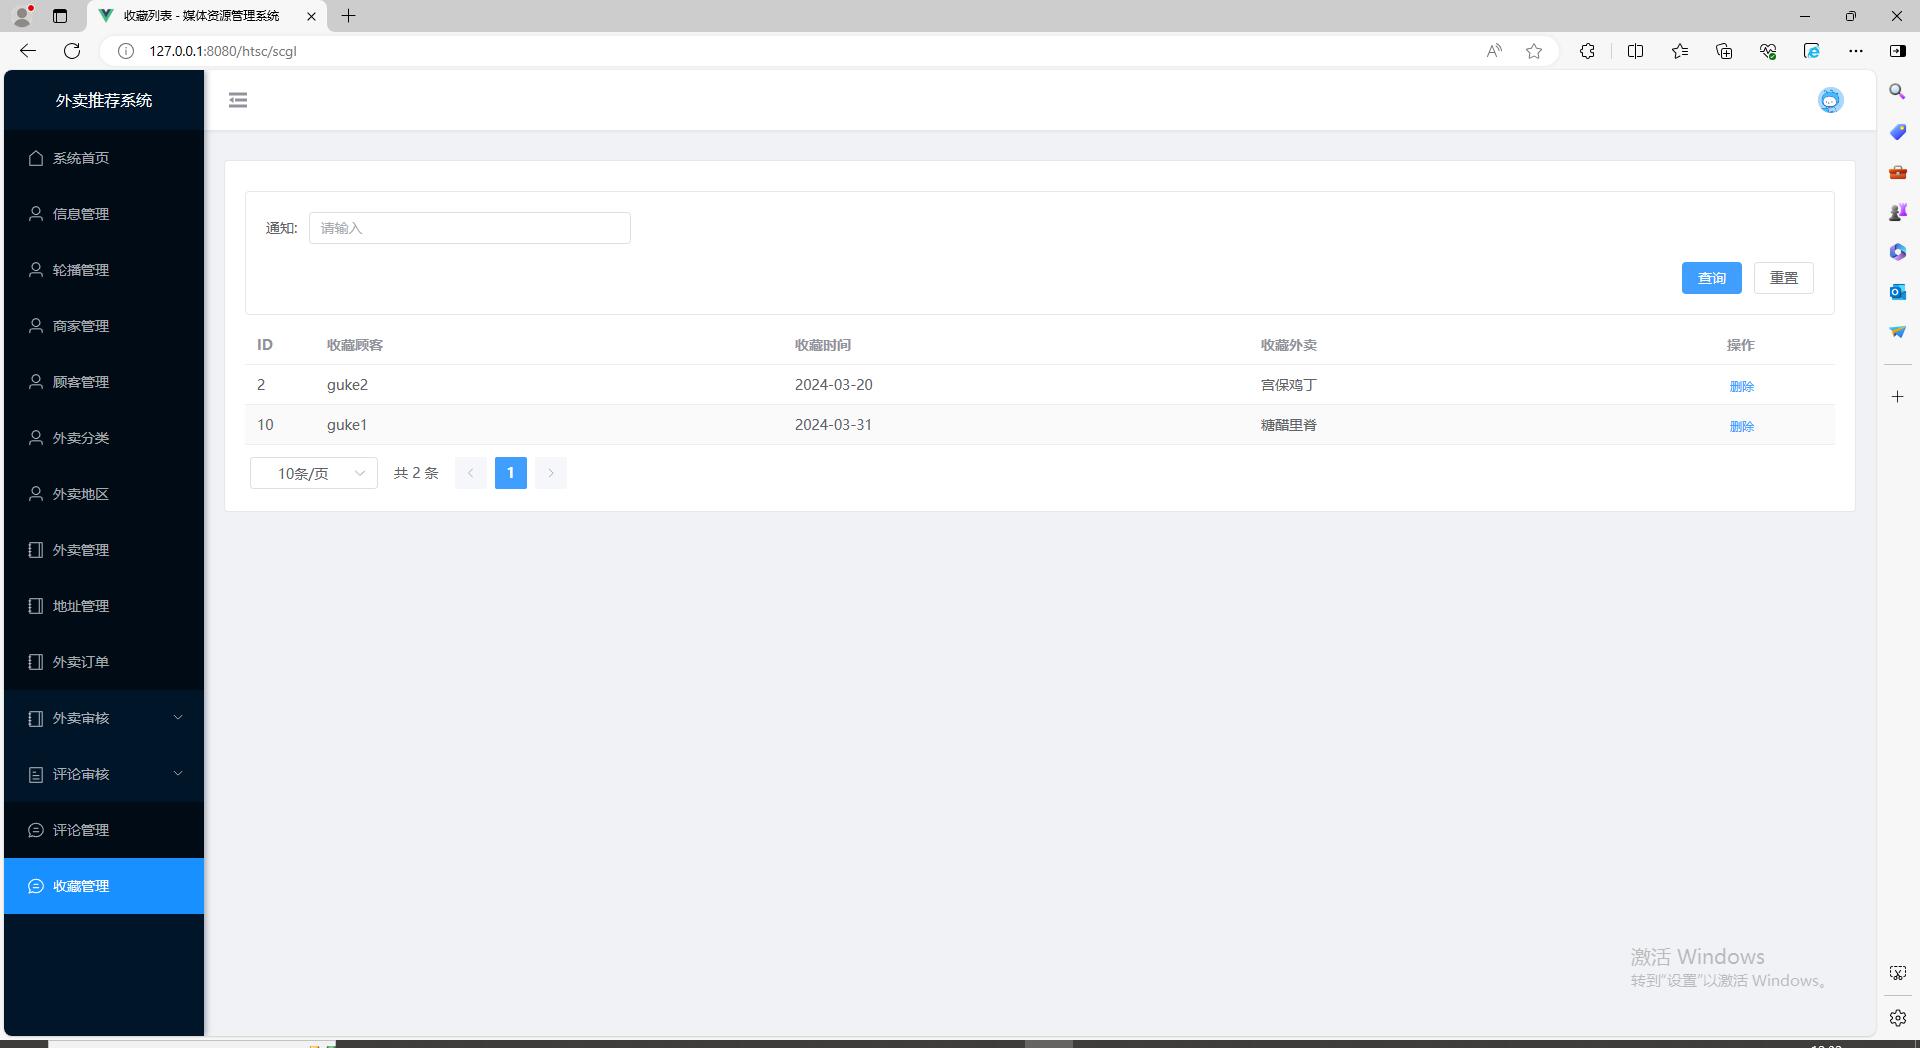 收藏列表 - 媒体资源管理系统
127.0.0.1:8080/htsc/scgl
外卖推荐系统
系统首页
信息管理
轮播管理
商家管理
顾客管理
外卖分类
外卖地区
外卖管理
地址管理
外卖订单
外卖审核
评论审核
评论管理
收藏管理
通知: 请输入
查询 重置
ID 收藏顾客 收藏时间 收藏外卖 操作
2 guke2 2024-03-20 宫保鸡丁 删除
10 guke1 2024-03-31 糖醋里脊 删除
10条/页 共 2 条 1
激活 Windows
转到"设置"以激活 Windows。